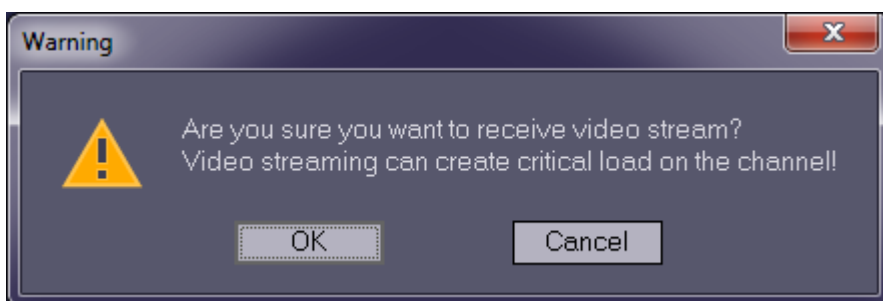 Warning
Are you sure you want to receive video stream?
Video streaming can create critical load on the channel!
OK
Cancel